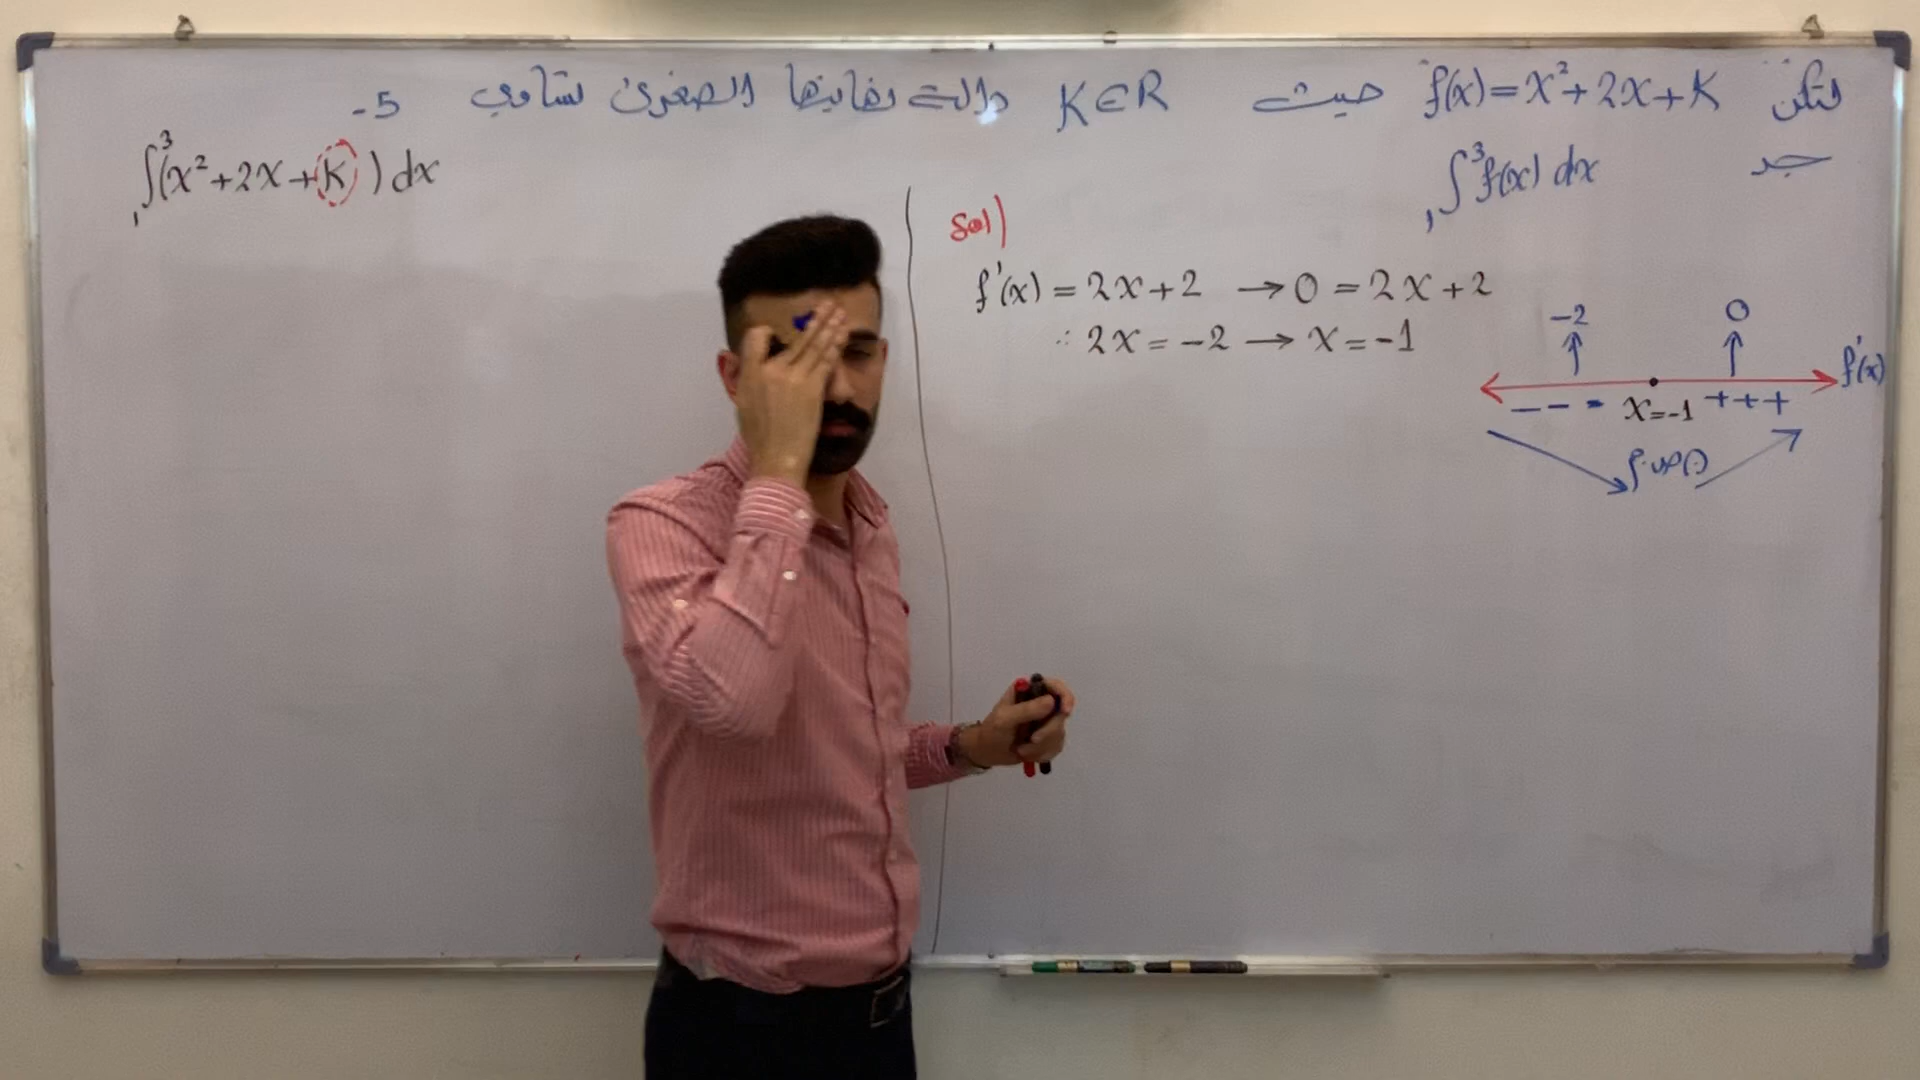 لتكن f(x)=x²+2x+K حيث K∈R دالة نهايتها الصغرى تساوي -5
جد ∫₁³ f(x) dx
∫₁³(x²+2x+K) dx
Sol)
f'(x) = 2x+2 → 0 = 2x+2
∴ 2x = -2 → x = -1
-2 0
f'(x)
- - - x=-1 +++